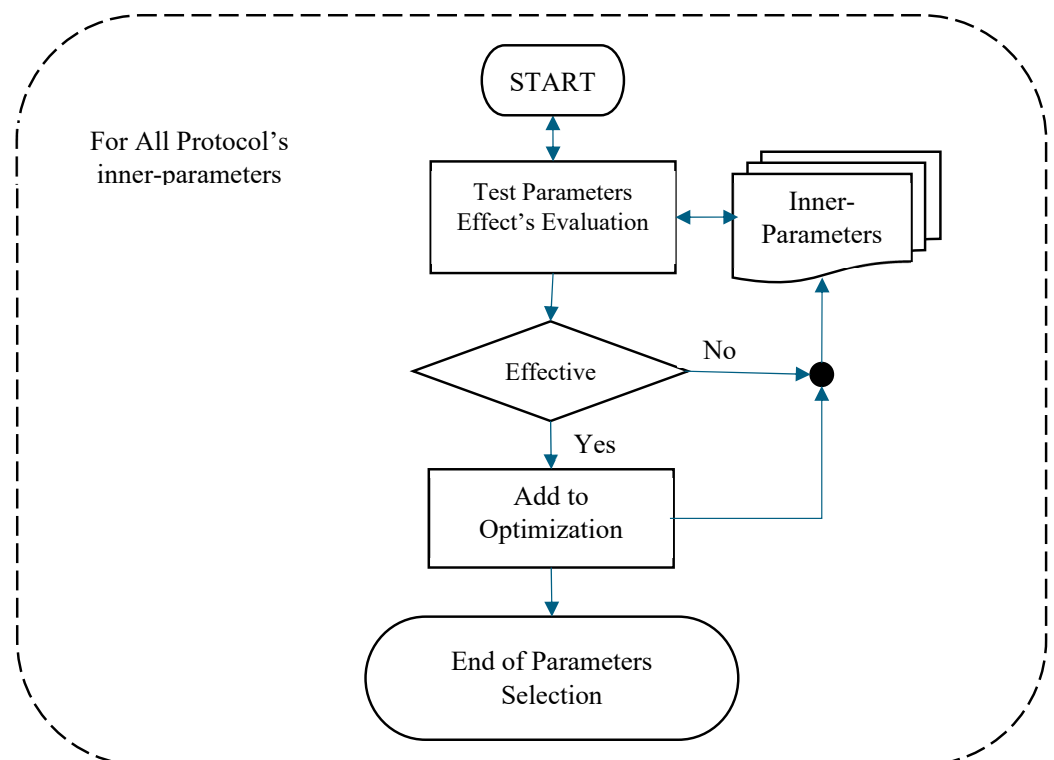 START
For All Protocol's
inner-parameters
Test Parameters
Effect's Evaluation
Inner-
Parameters
Effective
No
Yes
Add to
Optimization
End of Parameters
Selection